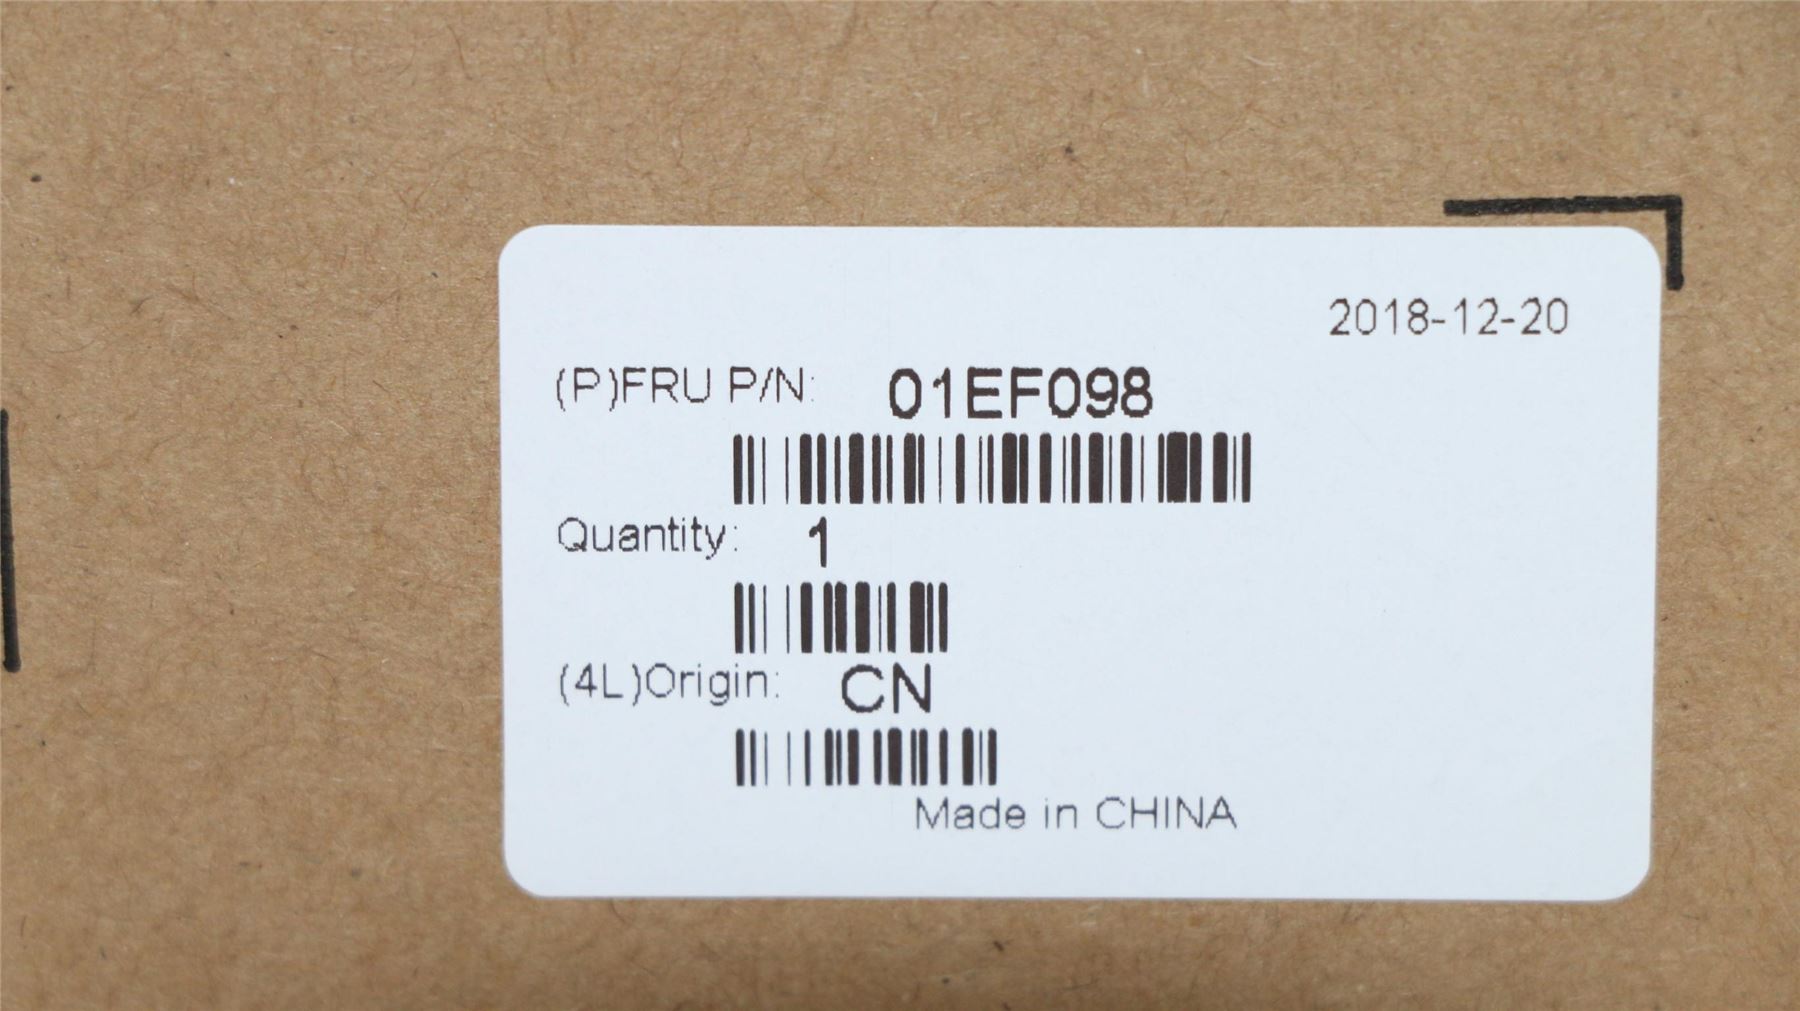 2018-12-20
(P)FRU P/N: 01EF098
Quantity: 1
(4L)Origin: CN
Made in CHINA